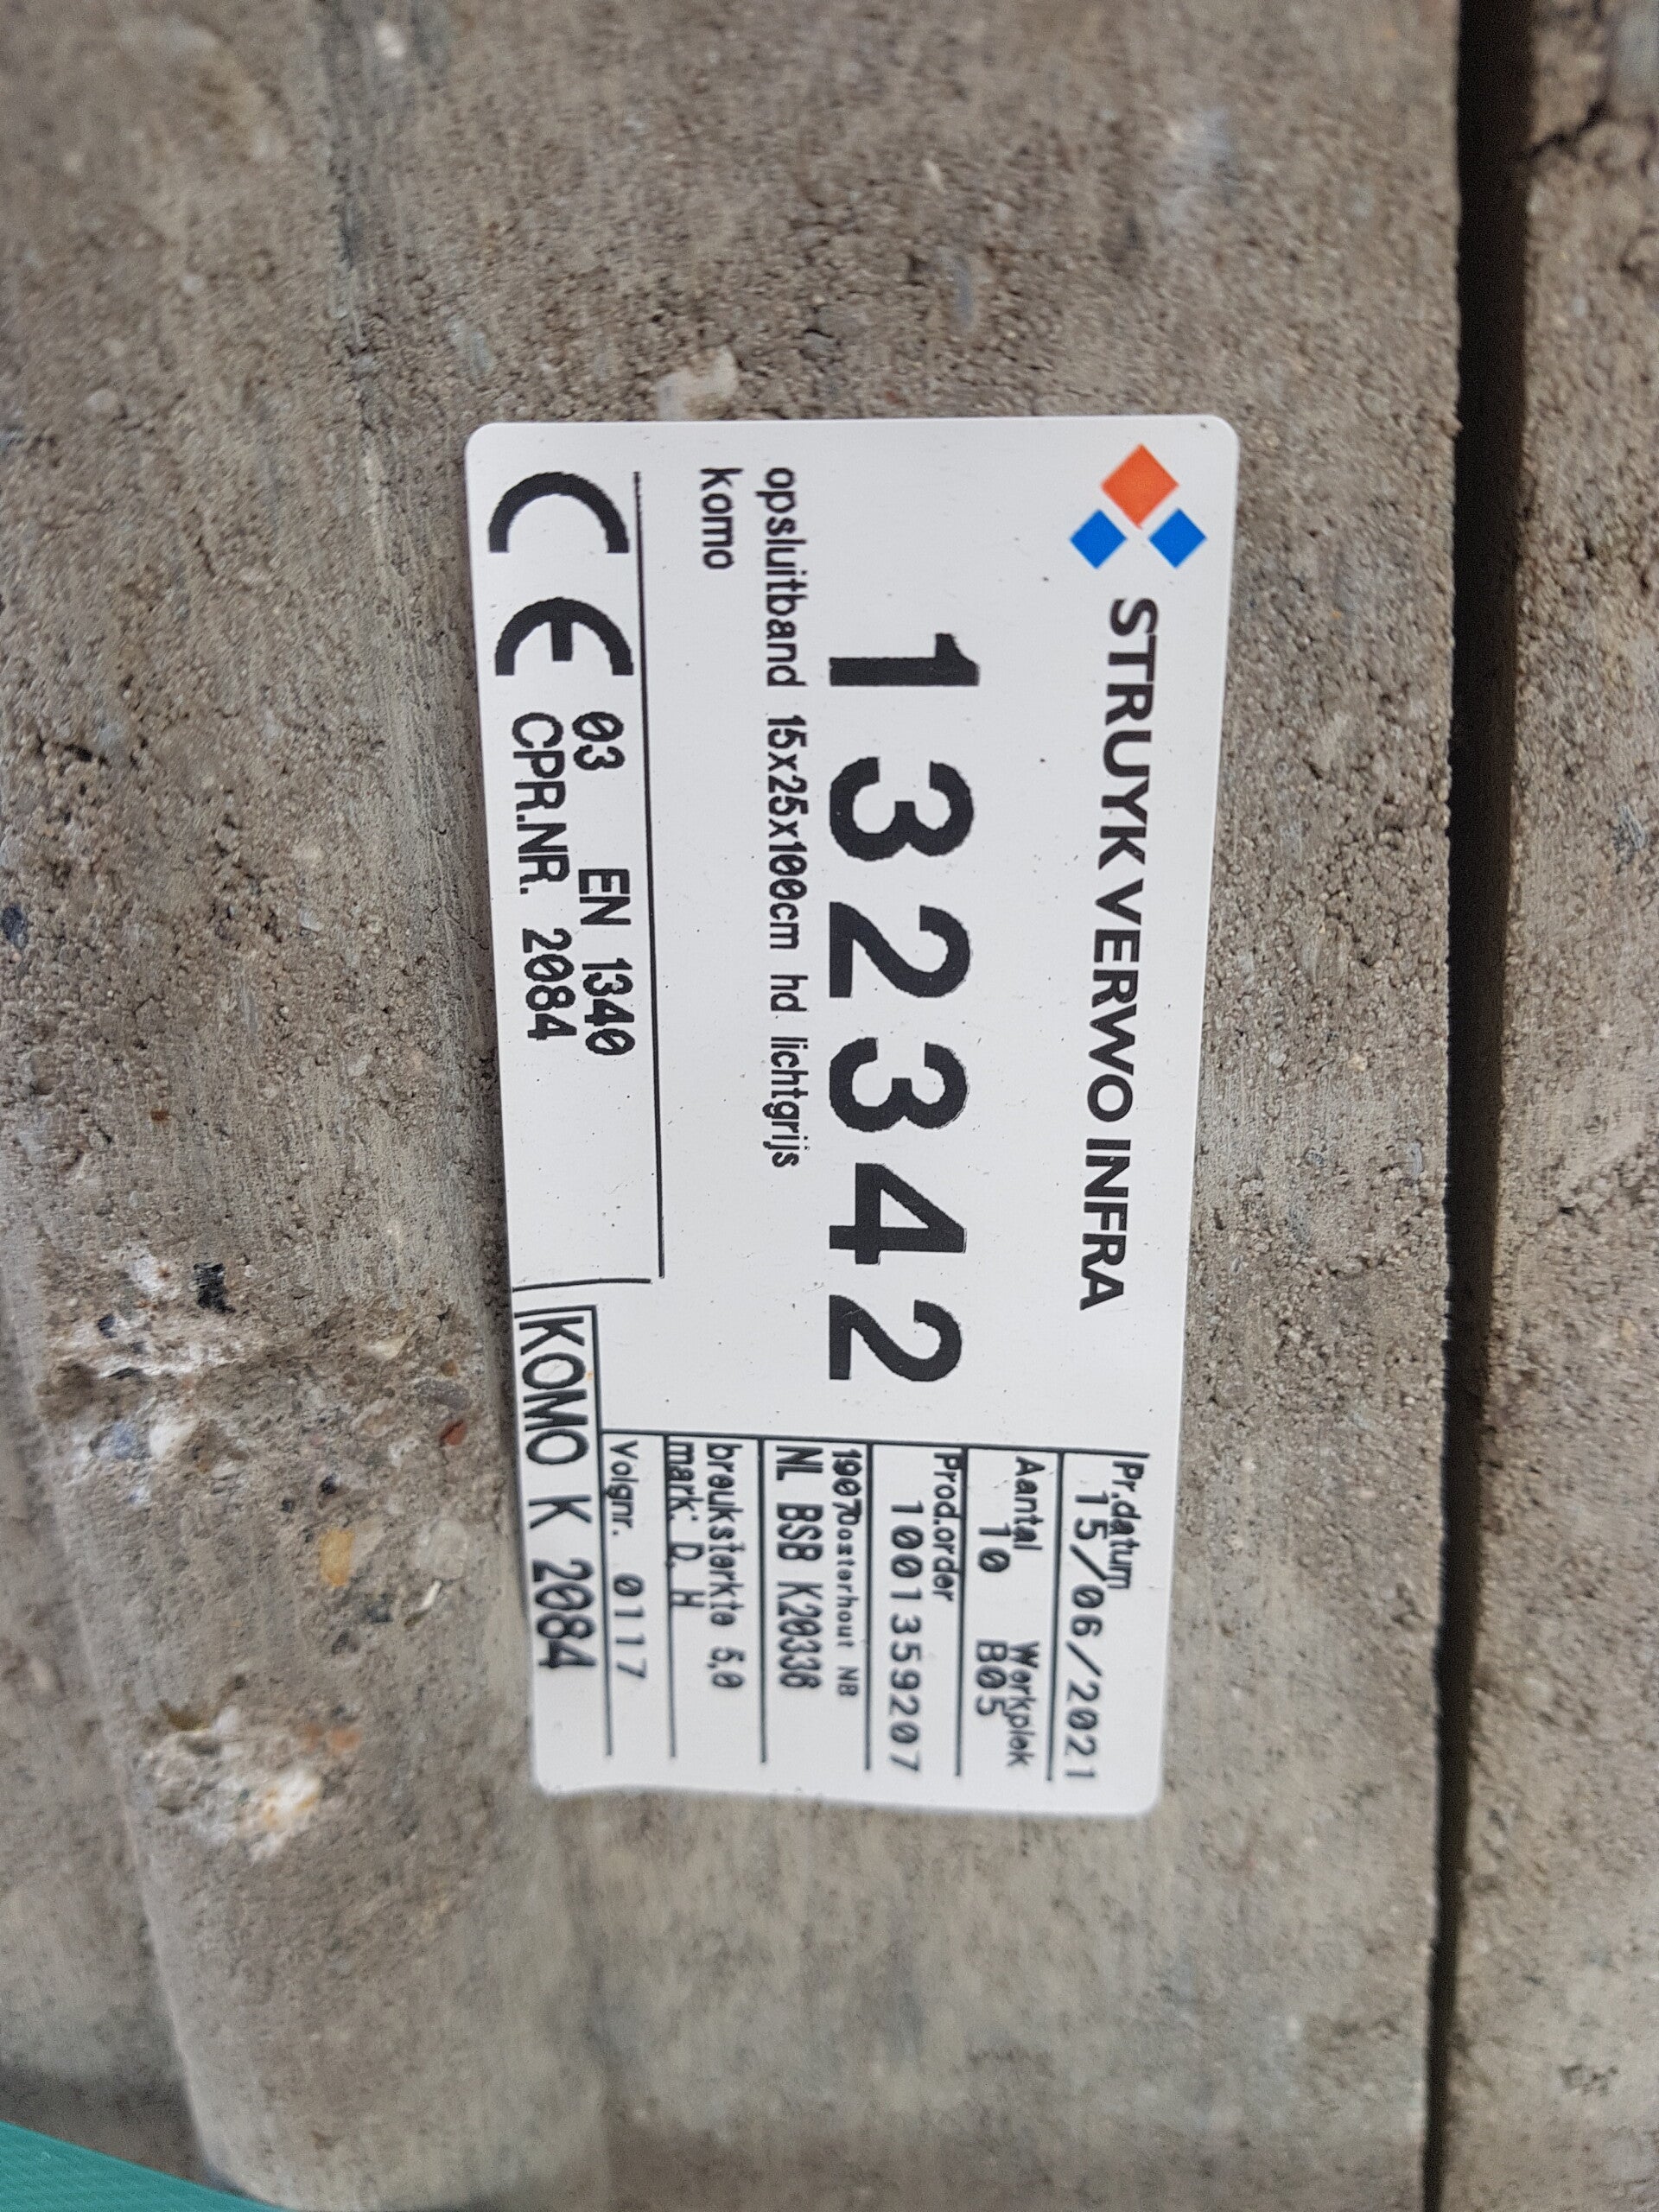 STRUYK VERWO INFRA
132342
opsluitband 15x25x100cm hd lichtgrijs
komo
CE 03 EN 1340
CPR.NR. 2084
Pr.datum
15/06/2021
Aantal Werkplek
10 B05
Prod.order
1001359207
19070osterhout NB
NL BSB K20338
breuksterkte 5,0
mark: D, H
Volgnr. 0117
KOMO K 2084